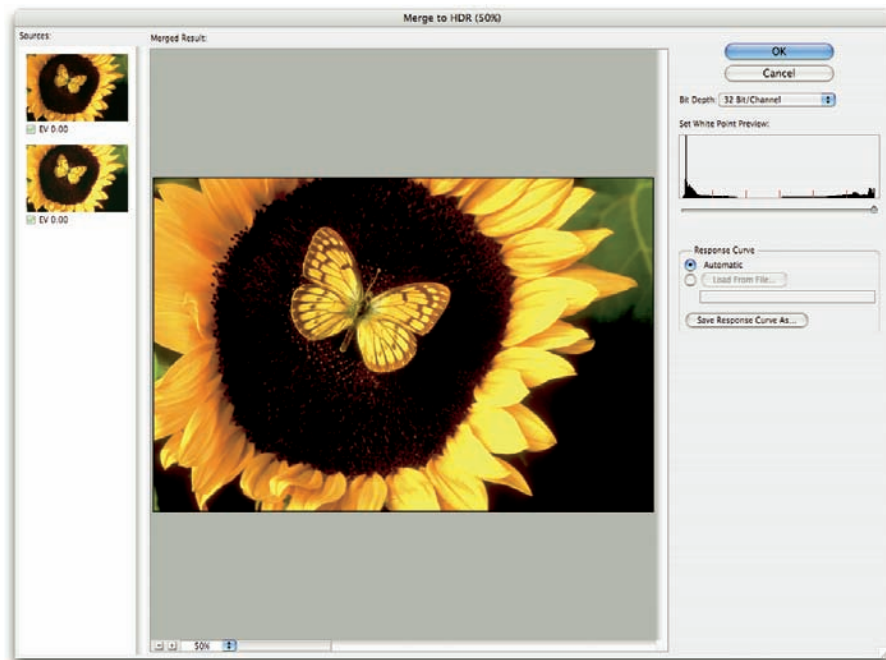 Merge to HDR (50%)
Sources:
EV 0.00
EV 0.00
Merged Result:
50%
OK
Cancel
Bit Depth: 32 Bit/Channel
Set White Point Preview:
Response Curve
Automatic
Load From File...
Save Response Curve As...